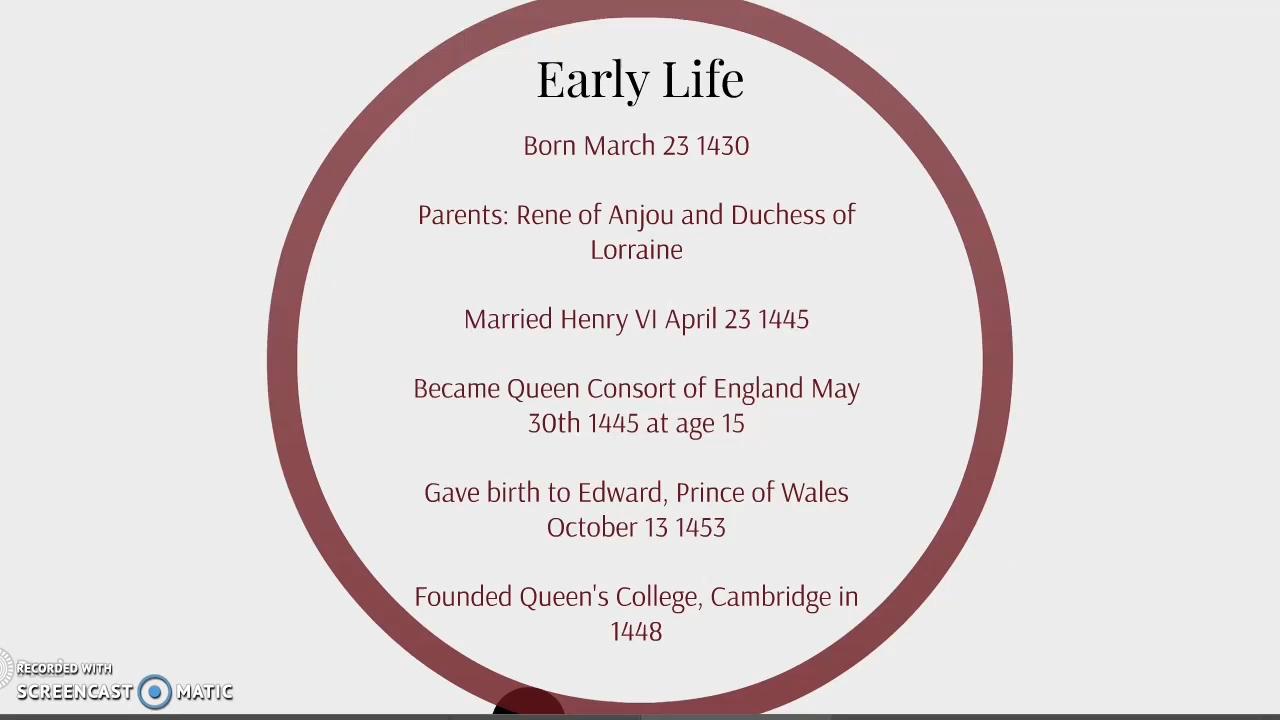 Early Life
Born March 23 1430
Parents: Rene of Anjou and Duchess of
Lorraine
Married Henry VI April 23 1445
Became Queen Consort of England May
30th 1445 at age 15
Gave birth to Edward, Prince of Wales
October 13 1453
Founded Queen's College, Cambridge in
1448
RECORDED WITH
SCREENCAST MATIC